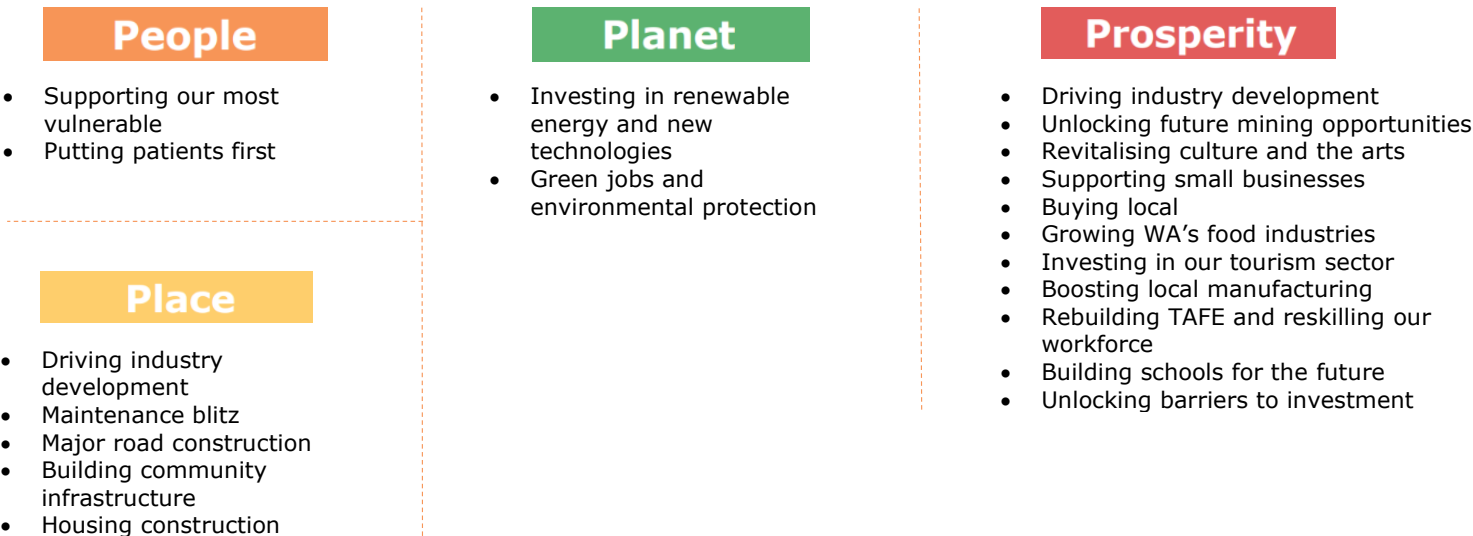 People
• Supporting our most
vulnerable
• Putting patients first
Place
• Driving industry
development
• Maintenance blitz
• Major road construction
• Building community
infrastructure
• Housing construction
Planet
• Investing in renewable
energy and new
technologies
• Green jobs and
environmental protection
Prosperity
• Driving industry development
• Unlocking future mining opportunities
• Revitalising culture and the arts
• Supporting small businesses
• Buying local
• Growing WA’s food industries
• Investing in our tourism sector
• Boosting local manufacturing
• Rebuilding TAFE and reskilling our
workforce
• Building schools for the future
• Unlocking barriers to investment